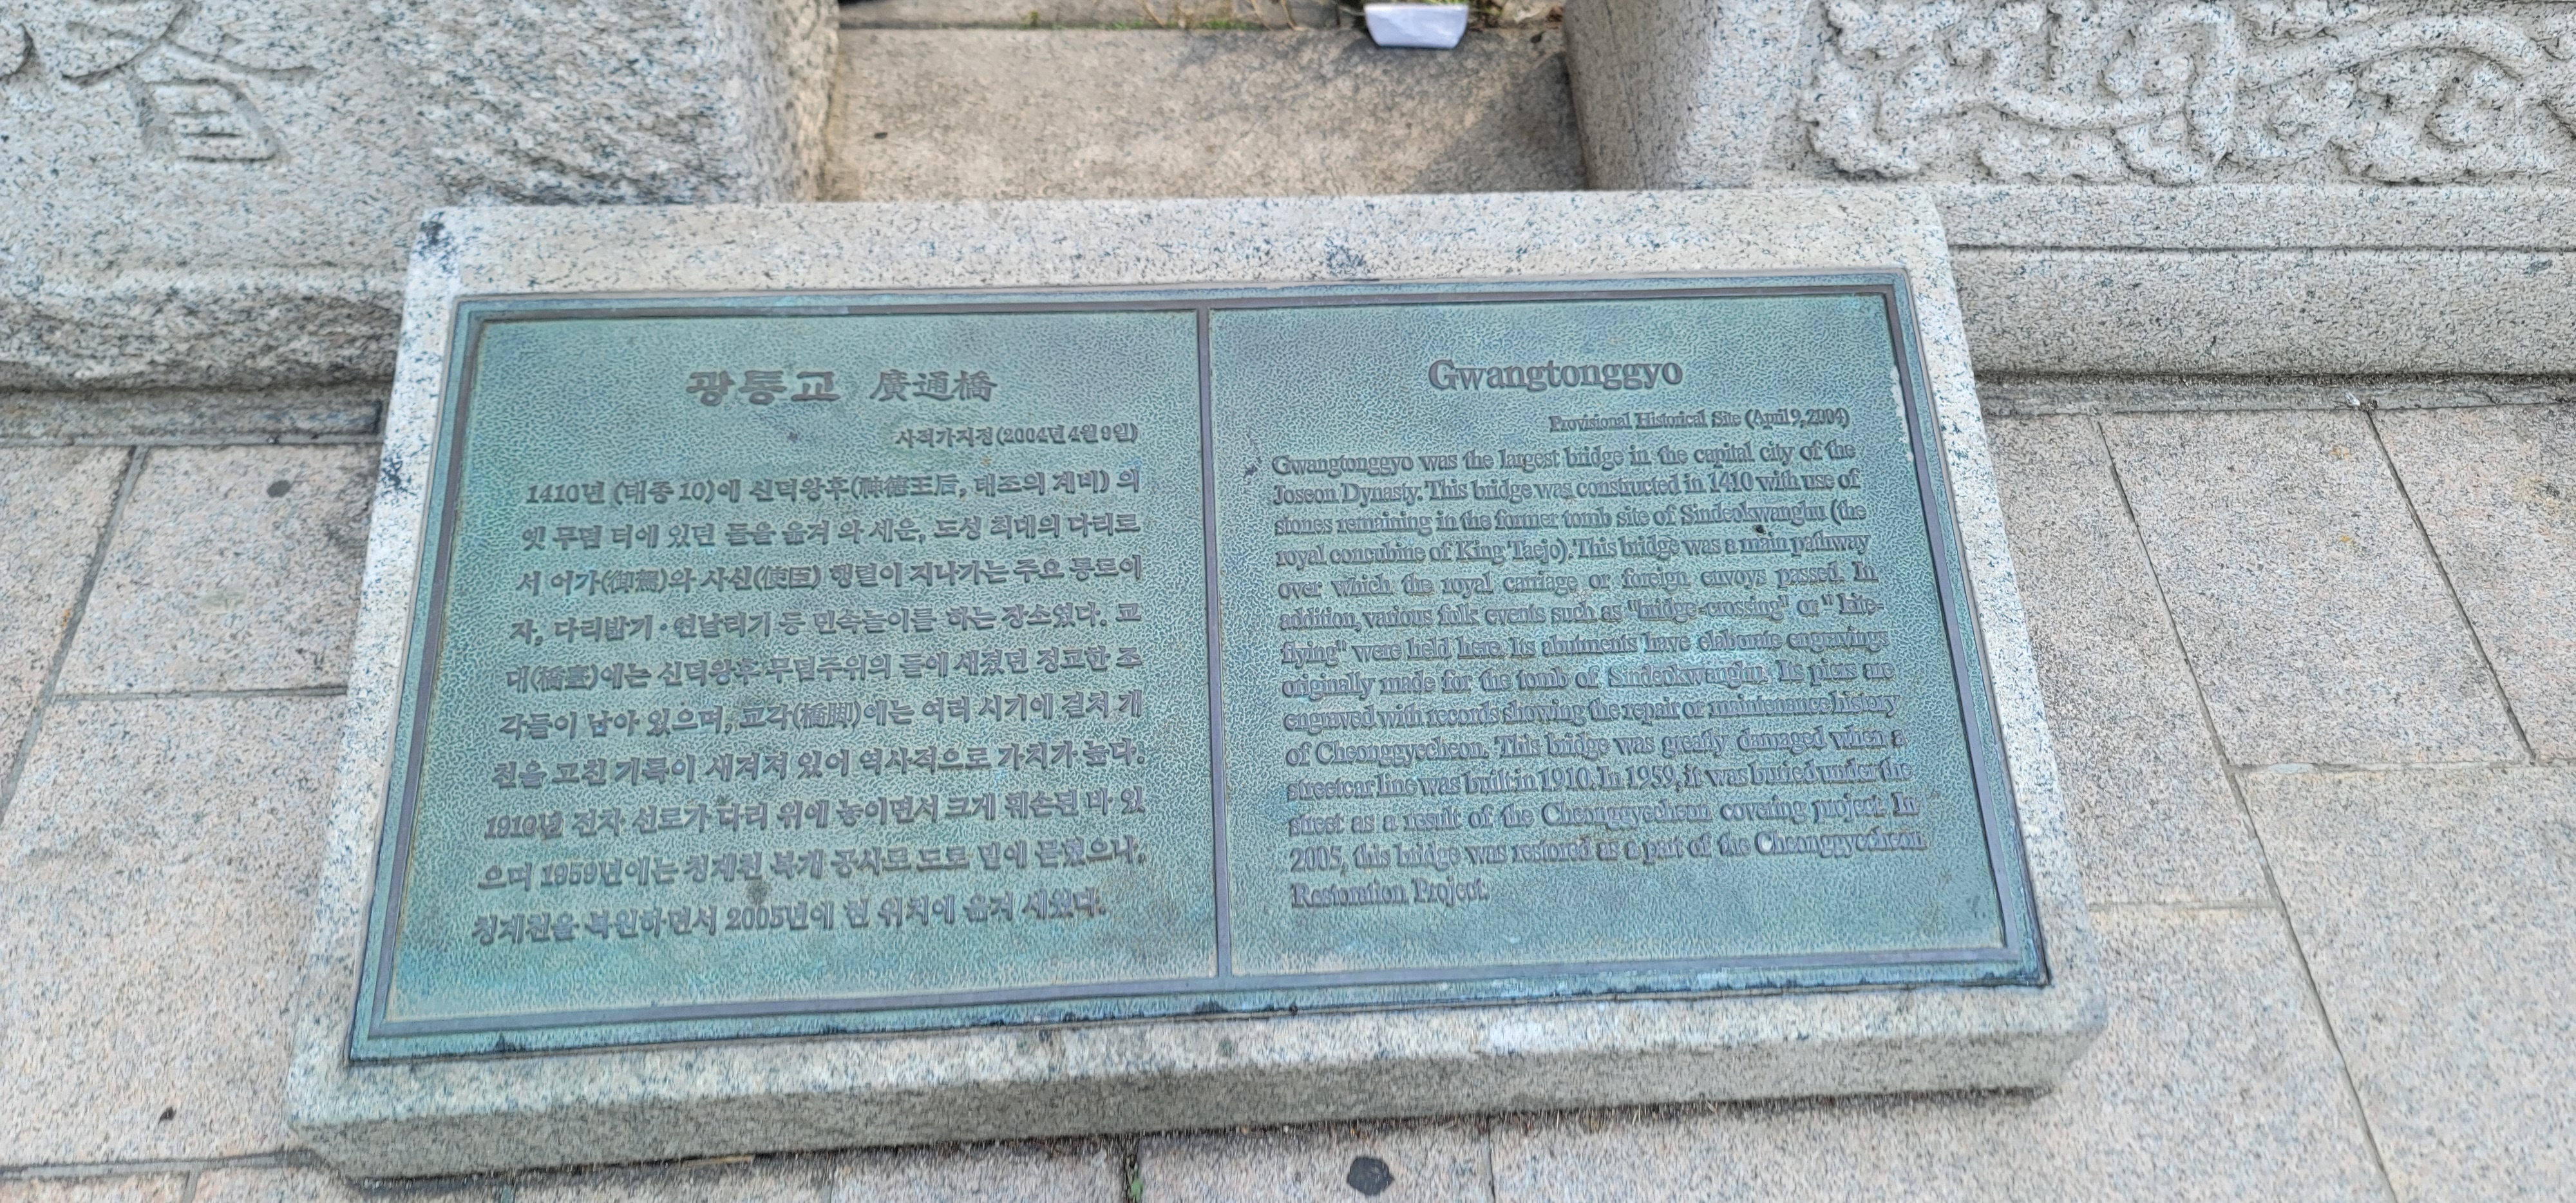 광통교 廣通橋
사적가지정(2004년 4월 9일)
1410년 (태종 10)에 신덕왕후(神德王后, 태조의 계비) 의
옛 무덤 터에 있던 돌을 옮겨 와 세운, 도성 최대의 다리로
서 어가(御駕)와 사신(使臣) 행렬이 지나가는 주요 통로이
자, 다리밟기·연날리기 등 민속놀이를 하는 장소였다. 교
대(橋臺)에는 신덕왕후 무덤주위의 돌에 새겼던 정교한 조
각들이 남아 있으며, 교각(橋脚)에는 여러 시기에 걸쳐 개
천을 고친 기록이 새겨져 있어 역사적으로 가치가 높다.
1910년 전차 선로가 다리 위에 놓이면서 크게 훼손된 바 있
으며 1959년에는 청계천 복개 공사로 도로 밑에 묻혔으나,
청계천을 복원하면서 2005년에 현 위치에 옮겨 세웠다.
Gwangtonggyo
Provisional Historical Site (April 9, 2004)
Gwangtonggyo was the largest bridge in the capital city of the
Joseon Dynasty. This bridge was constructed in 1410 with use of
stones remaining in the former tomb site of Sindeokwanghu (the
royal concubine of King Taejo). This bridge was a main pathway
over which the royal carriage or foreign envoys passed. In
addition, various folk events such as "bridge-crossing" or " kite-
flying" were held here. Its abutments have elaborate engravings
originally made for the tomb of Sindeokwanghu. Its piers are
engraved with records showing the repair or maintenance history
of Cheonggyecheon. This bridge was greatly damaged when a
streetcar line was built in 1910. In 1959, it was buried under the
street as a result of the Cheonggyecheon covering project. In
2005, this bridge was restored as a part of the Cheonggyecheon
Restoration Project.